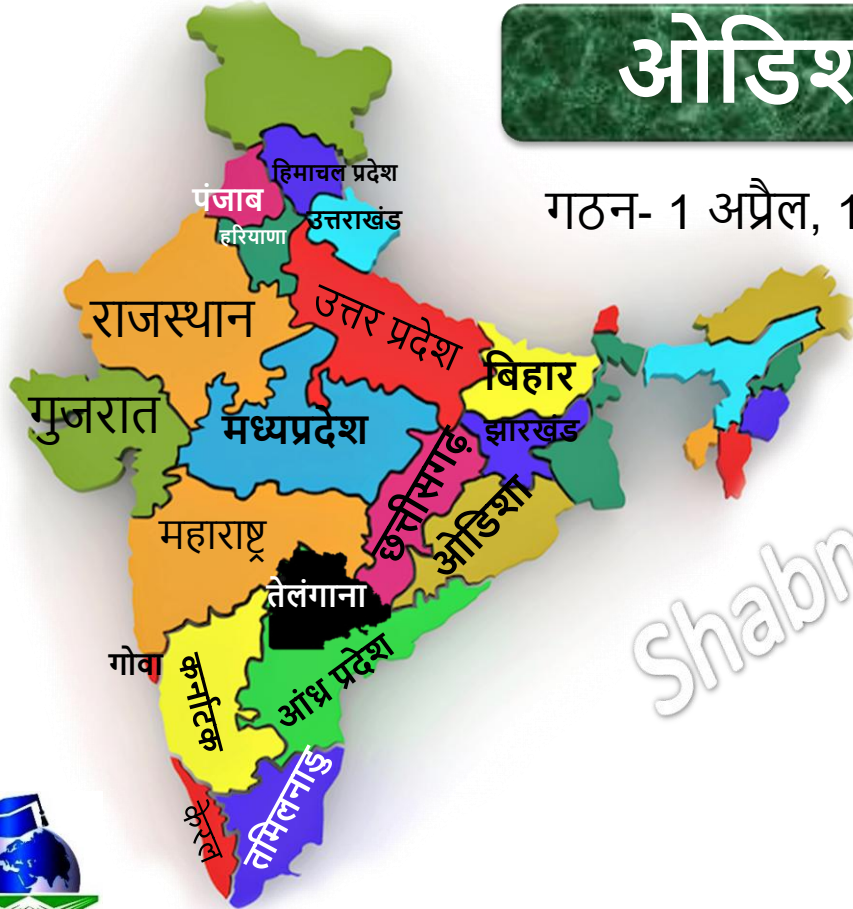 ओडिश
गठन- 1 अप्रैल, 1
हिमाचल प्रदेश
पंजाब
उत्तराखंड
हरियाणा
राजस्थान
उत्तर प्रदेश
बिहार
गुजरात
मध्यप्रदेश
झारखंड
छत्तीसगढ़
ओडिशा
महाराष्ट्र
तेलंगाना
गोवा
कर्नाटक
आंध्र प्रदेश
तमिलनाडु
केरल
Shabn